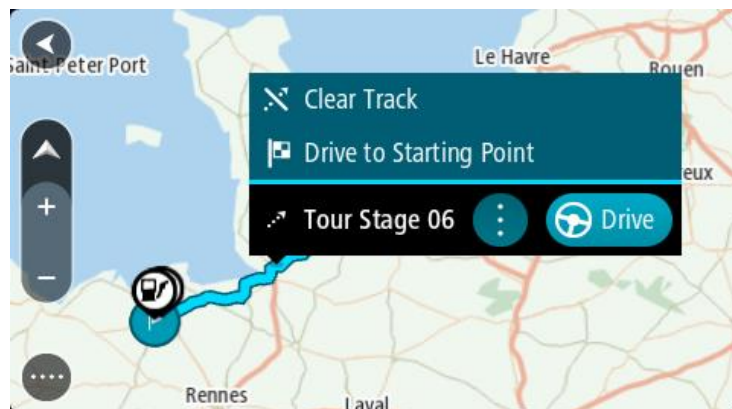 Saint Peter Port
Le Havre
Rouen
Clear Track
Drive to Starting Point
eux
Tour Stage 06
Drive
Rennes
Laval